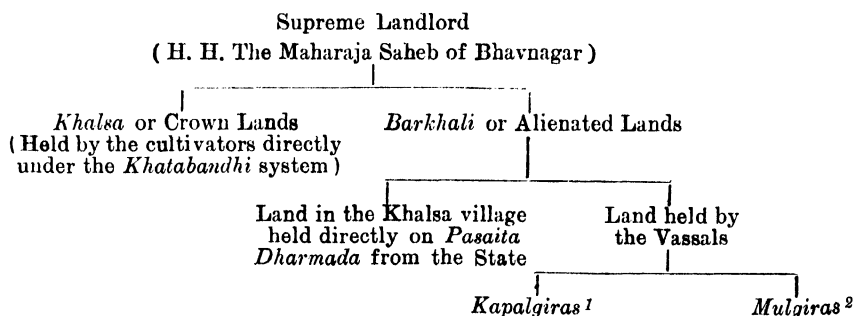 Supreme Landlord
( H. H. The Maharaja Saheb of Bhavnagar )
Khalsa or Crown Lands
( Held by the cultivators directly
under the Khatabandhi system )
Barkhali or Alienated Lands
Land in the Khalsa village
held directly on Pasaita
Dharmada from the State
Land held by
the Vassals
Kapalgiras 1
Mulgiras 2